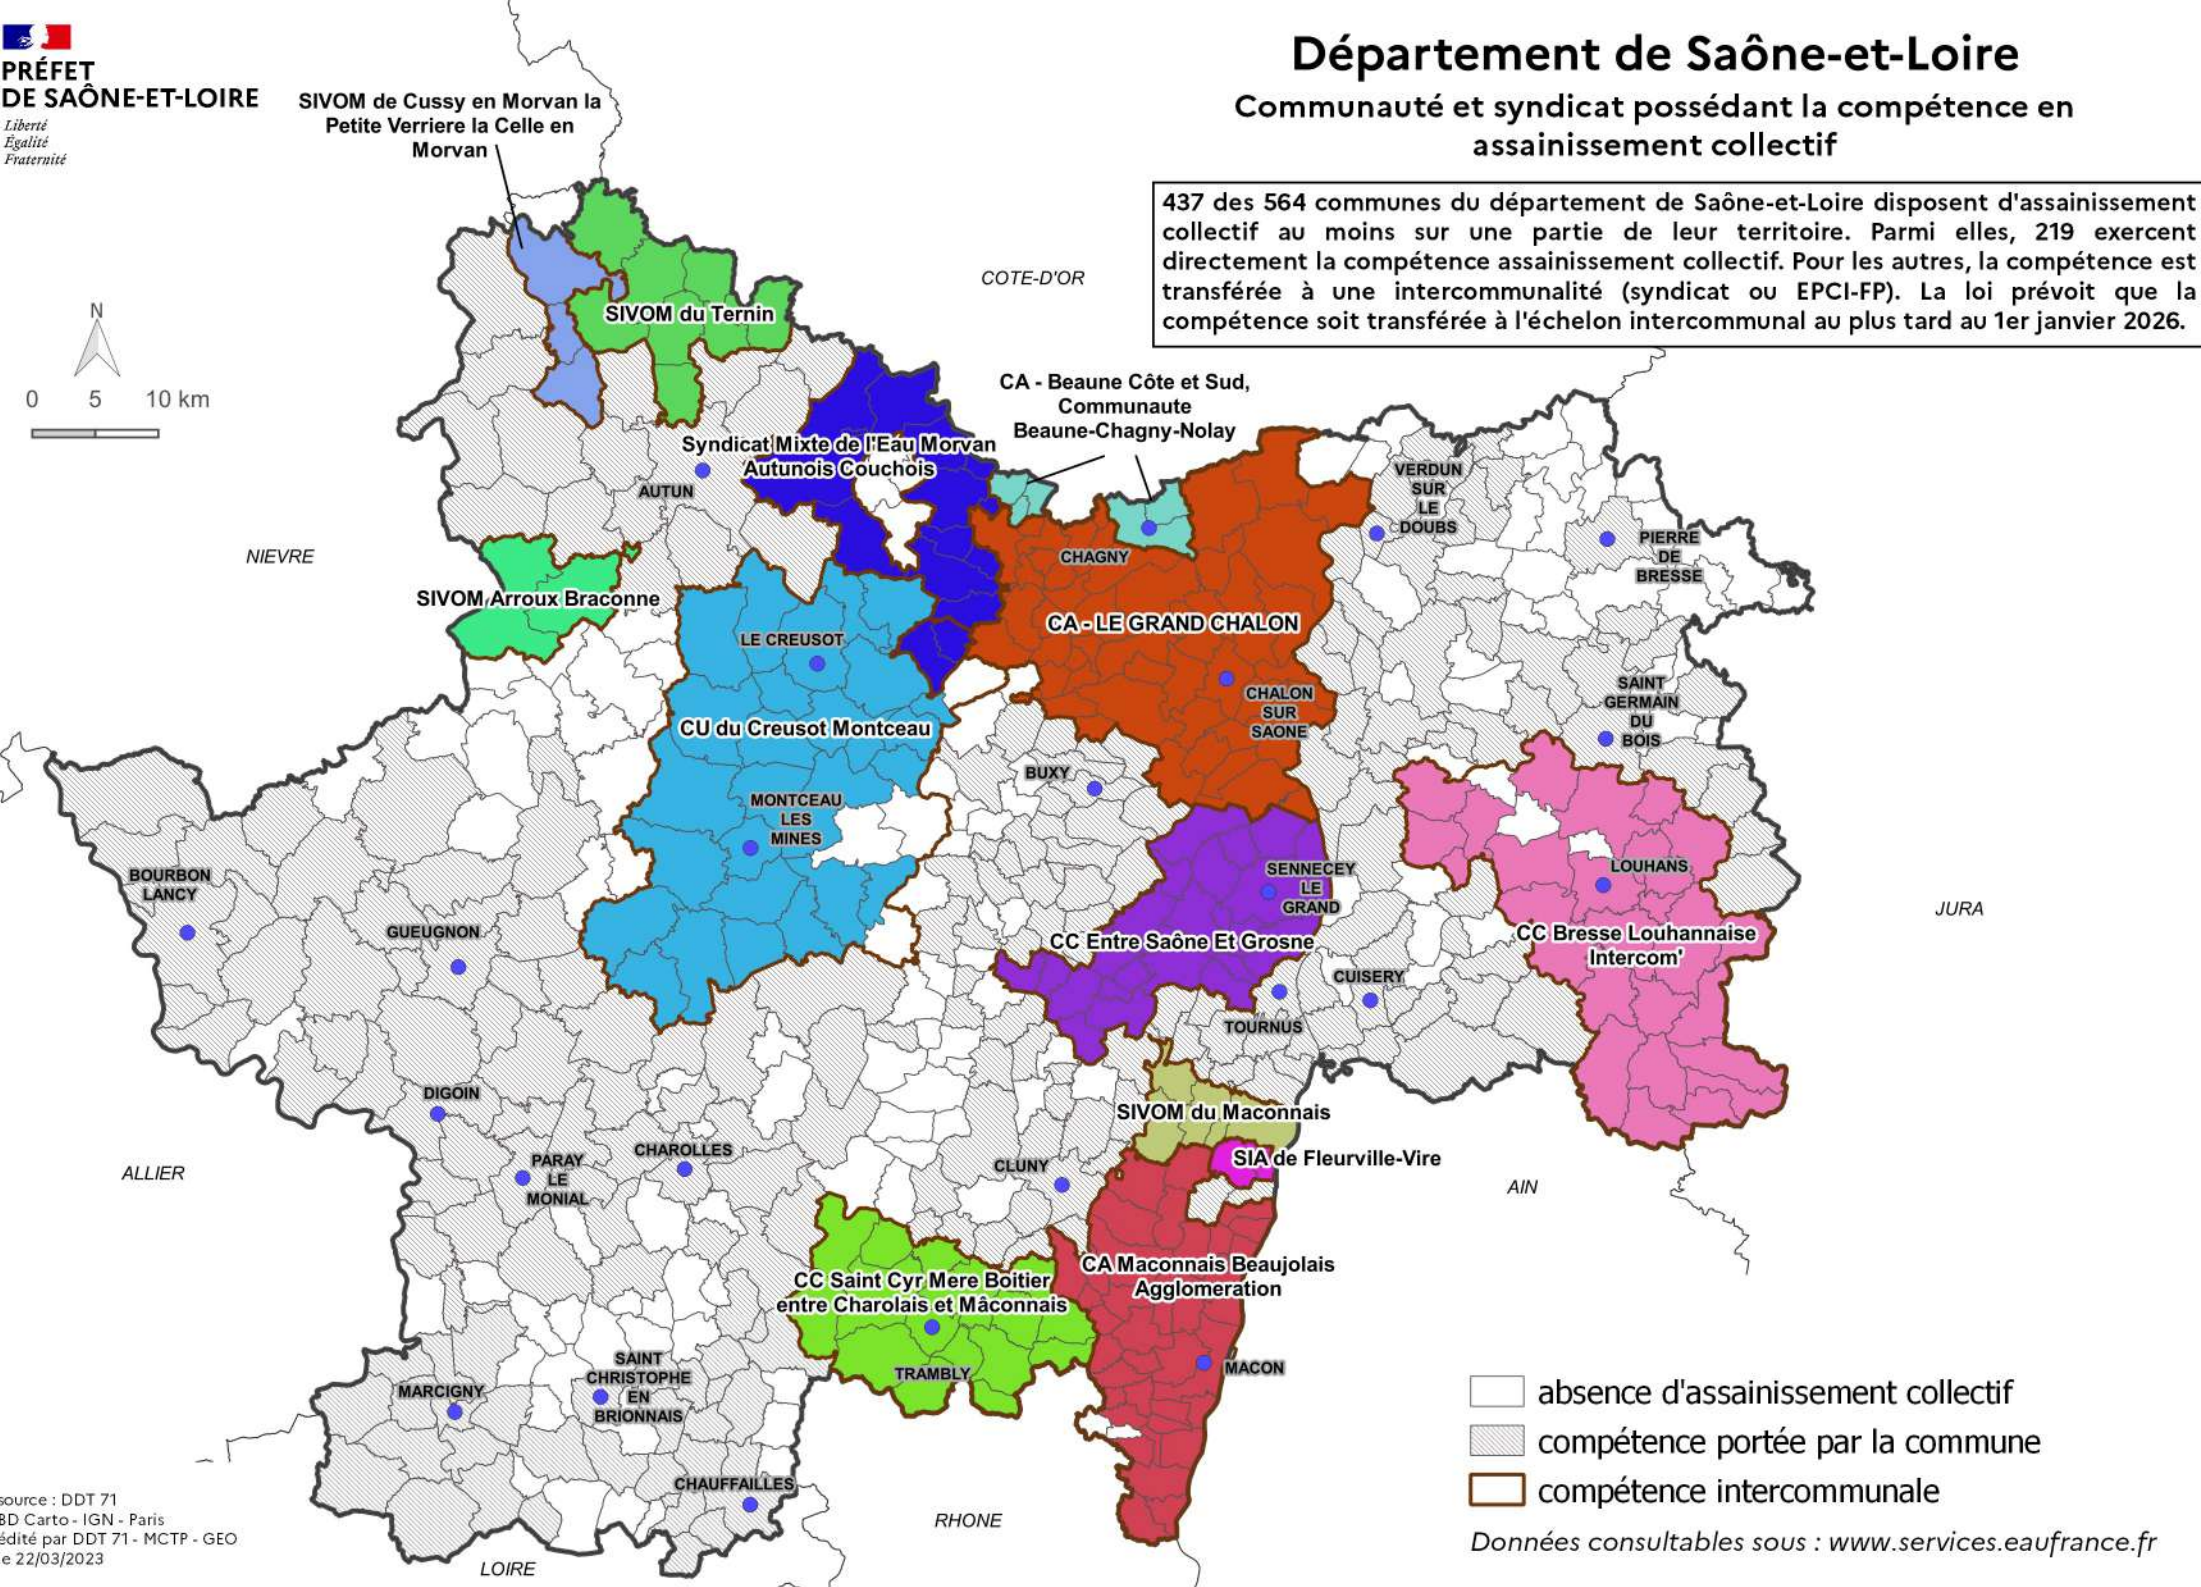 PRÉFET
DE SAÔNE-ET-LOIRE
Liberté
Égalité
Fraternité
Département de Saône-et-Loire
Communauté et syndicat possédant la compétence en
assainissement collectif
437 des 564 communes du département de Saône-et-Loire disposent d'assainissement
collectif au moins sur une partie de leur territoire. Parmi elles, 219 exercent
directement la compétence assainissement collectif. Pour les autres, la compétence est
transférée à une intercommunalité (syndicat ou EPCI-FP). La loi prévoit que la
compétence soit transférée à l'échelon intercommunal au plus tard au 1er janvier 2026.
SIVOM de Cussy en Morvan la
Petite Verriere la Celle en
Morvan
COTE-D'OR
N
0 5 10 km
SIVOM du Ternin
CA - Beaune Côte et Sud,
Communaute
Beaune-Chagny-Nolay
Syndicat Mixte de l'Eau Morvan
Autunois Couchois
AUTUN
VERDUN
SUR
LE
DOUBS
PIERRE
DE
BRESSE
CHAGNY
NIEVRE
SIVOM Arroux Braconne
CA - LE GRAND CHALON
LE CREUSOT
CHALON
SUR
SAONE
SAINT
GERMAIN
DU
BOIS
CU du Creusot Montceau
BUXY
MONTCEAU
LES
MINES
BOURBON
LANCY
SENNECEY
LE
GRAND
LOUHANS
JURA
GUEUGNON
CC Entre Saône Et Grosne
CC Bresse Louhannaise
Intercom'
CUISERY
TOURNUS
DIGOIN
SIVOM du Maconnais
CHAROLLES
PARAY
LE
MONIAL
CLUNY
SIA de Fleurville-Vire
ALLIER
AIN
CC Saint Cyr Mere Boitier
entre Charolais et Mâconnais
CA Maconnais Beaujolais
Agglomeration
TRAMBLY
MACON
MARCIGNY
SAINT
CHRISTOPHE
EN
BRIONNAIS
CHAUFFAILLES
RHONE
LOIRE
absence d'assainissement collectif
compétence portée par la commune
compétence intercommunale
Données consultables sous : www.services.eaufrance.fr
source : DDT 71
BD Carto - IGN - Paris
édité par DDT 71 - MCTP - GEO
e 22/03/2023